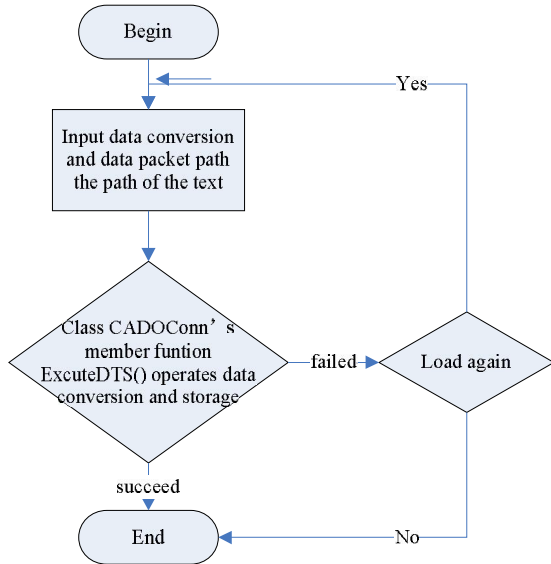 Begin
Yes
Input data conversion
and data packet path
the path of the text
Class CADOConn’s
member funtion
ExcuteDTS() operates data
conversion and storage
failed
Load again
succeed
End
No